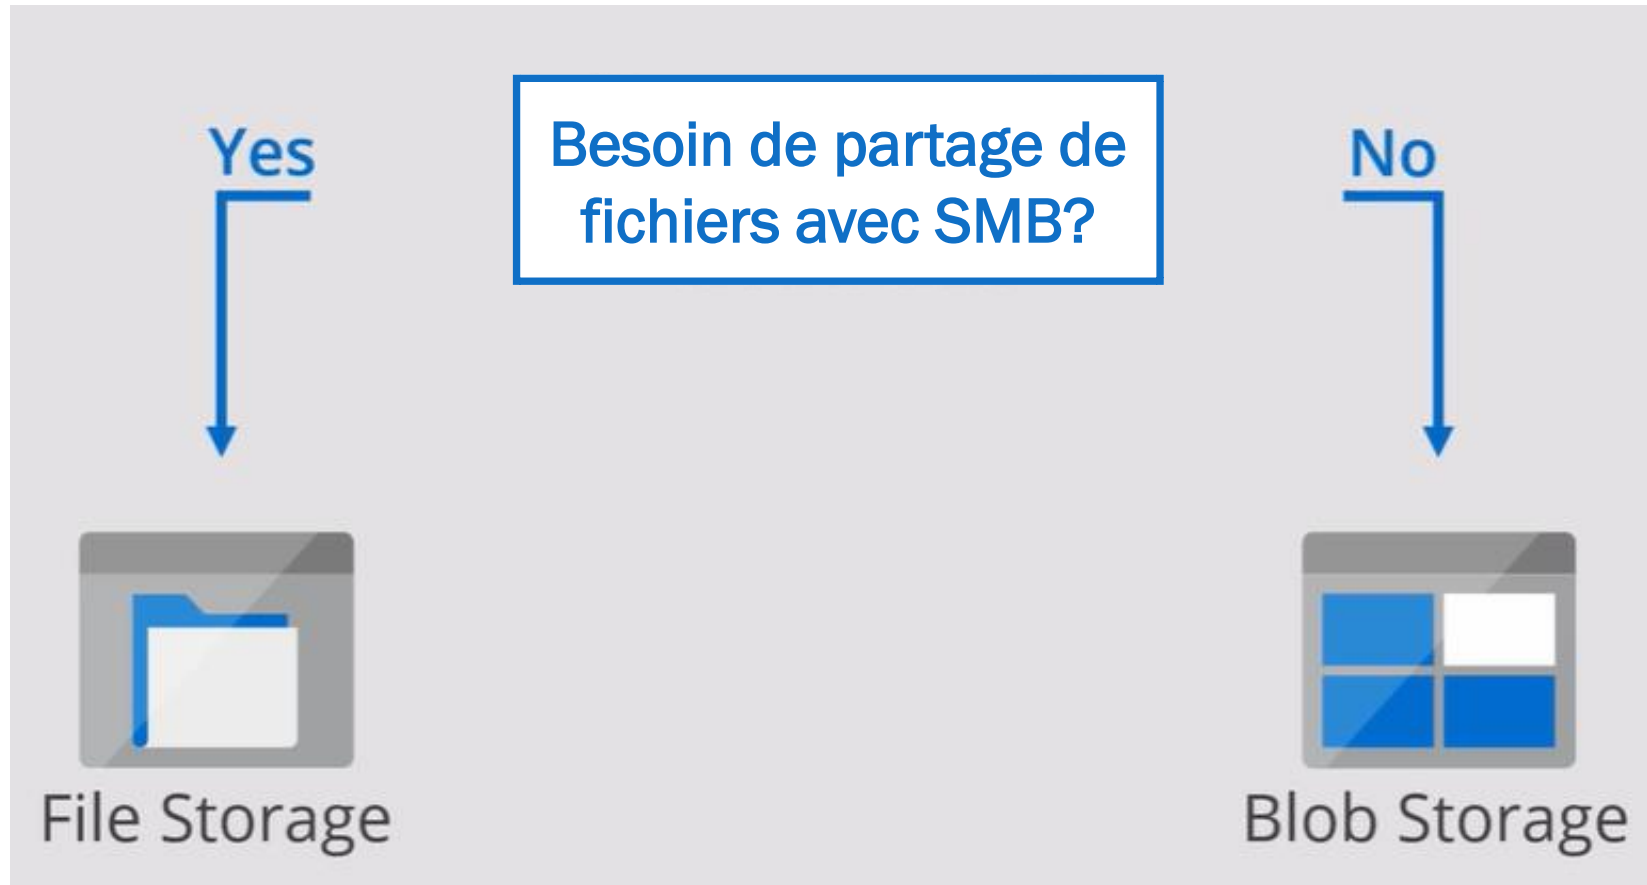 Yes
Besoin de partage de
fichiers avec SMB?
No
File Storage
Blob Storage